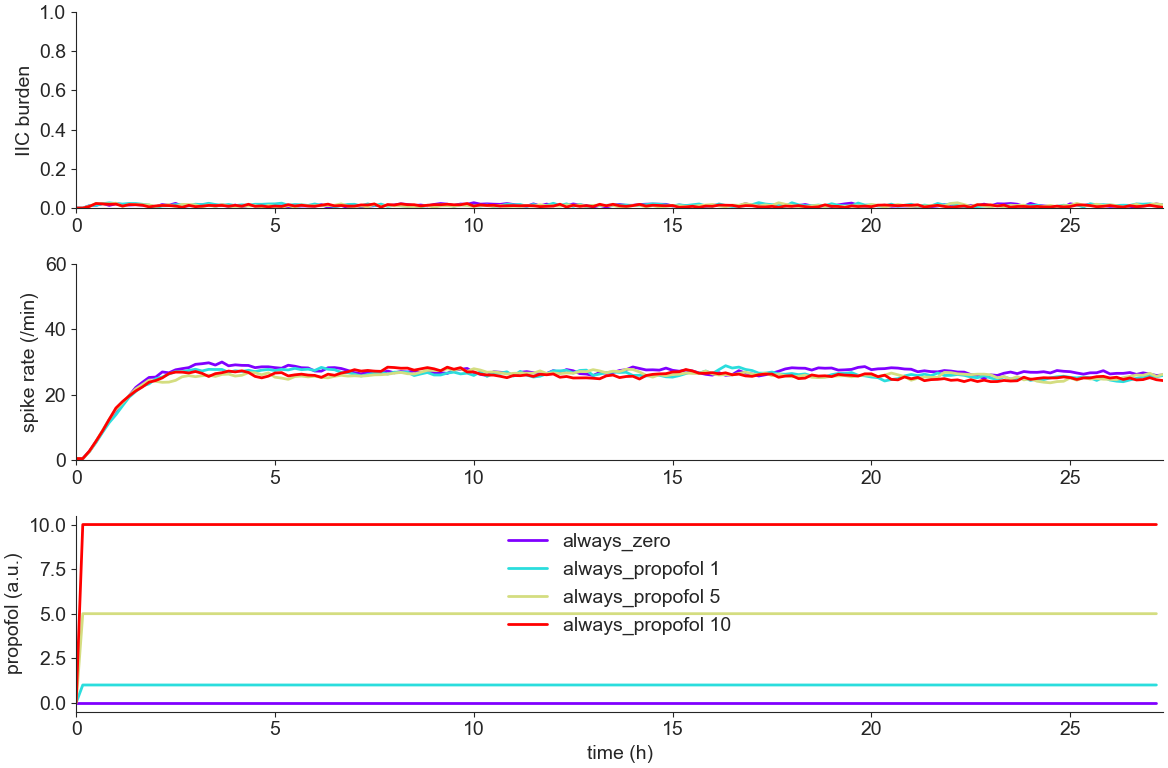 IIC burden
1.0
0.8
0.6
0.4
0.2
0.0
0 5 10 15 20 25
spike rate (/min)
60
40
20
0
0 5 10 15 20 25
propofol (a.u.)
10.0
7.5
5.0
2.5
0.0
always_zero
always_propofol 1
always_propofol 5
always_propofol 10
0 5 10 15 20 25
time (h)